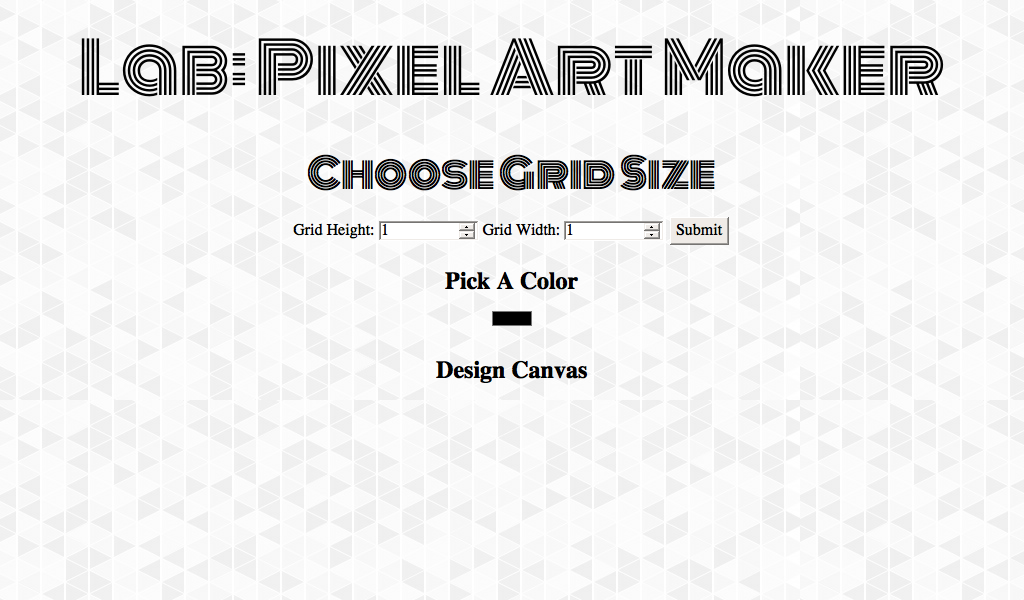 Lab: Pixel Art Maker
Choose Grid Size
Grid Height: 1 Grid Width: 1 Submit
Pick A Color
Design Canvas